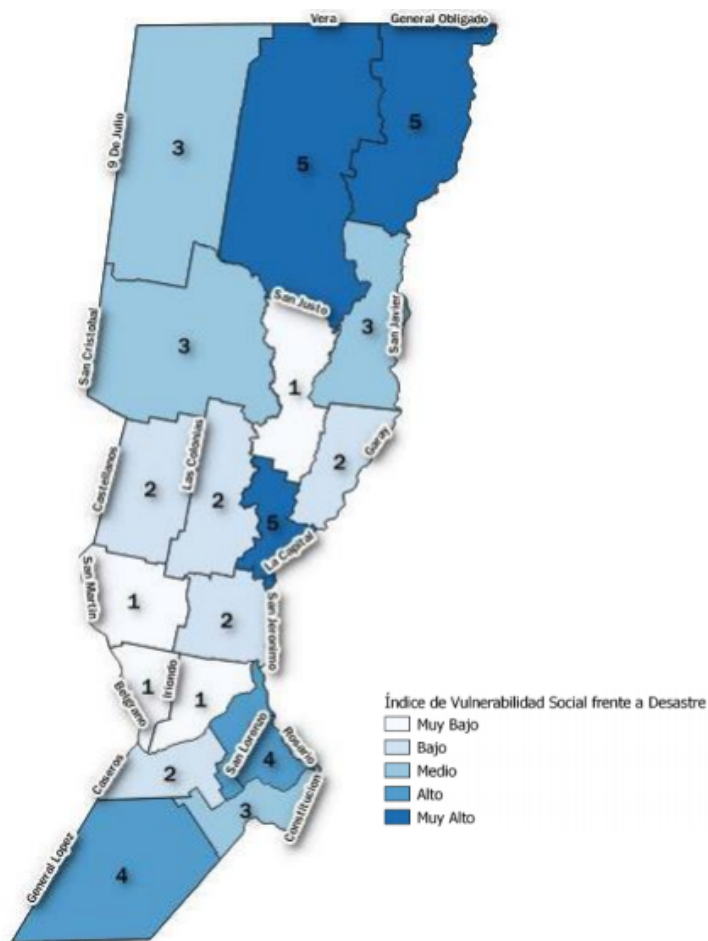 Vera
General Obligado
9 De Julio
3
5
5
San Cristobal
3
San Justo
3
San Javier
1
Castellanos
2
Las Colonias
2
2
Garay
5
La Capital
San Martin
1
2
San Jeronimo
Belgrano
1
Iriondo
1
Caseros
2
San Lorenzo
4
Rosario
3
Constitucion
General Lopez
4
Índice de Vulnerabilidad Social frente a Desastre
Muy Bajo
Bajo
Medio
Alto
Muy Alto